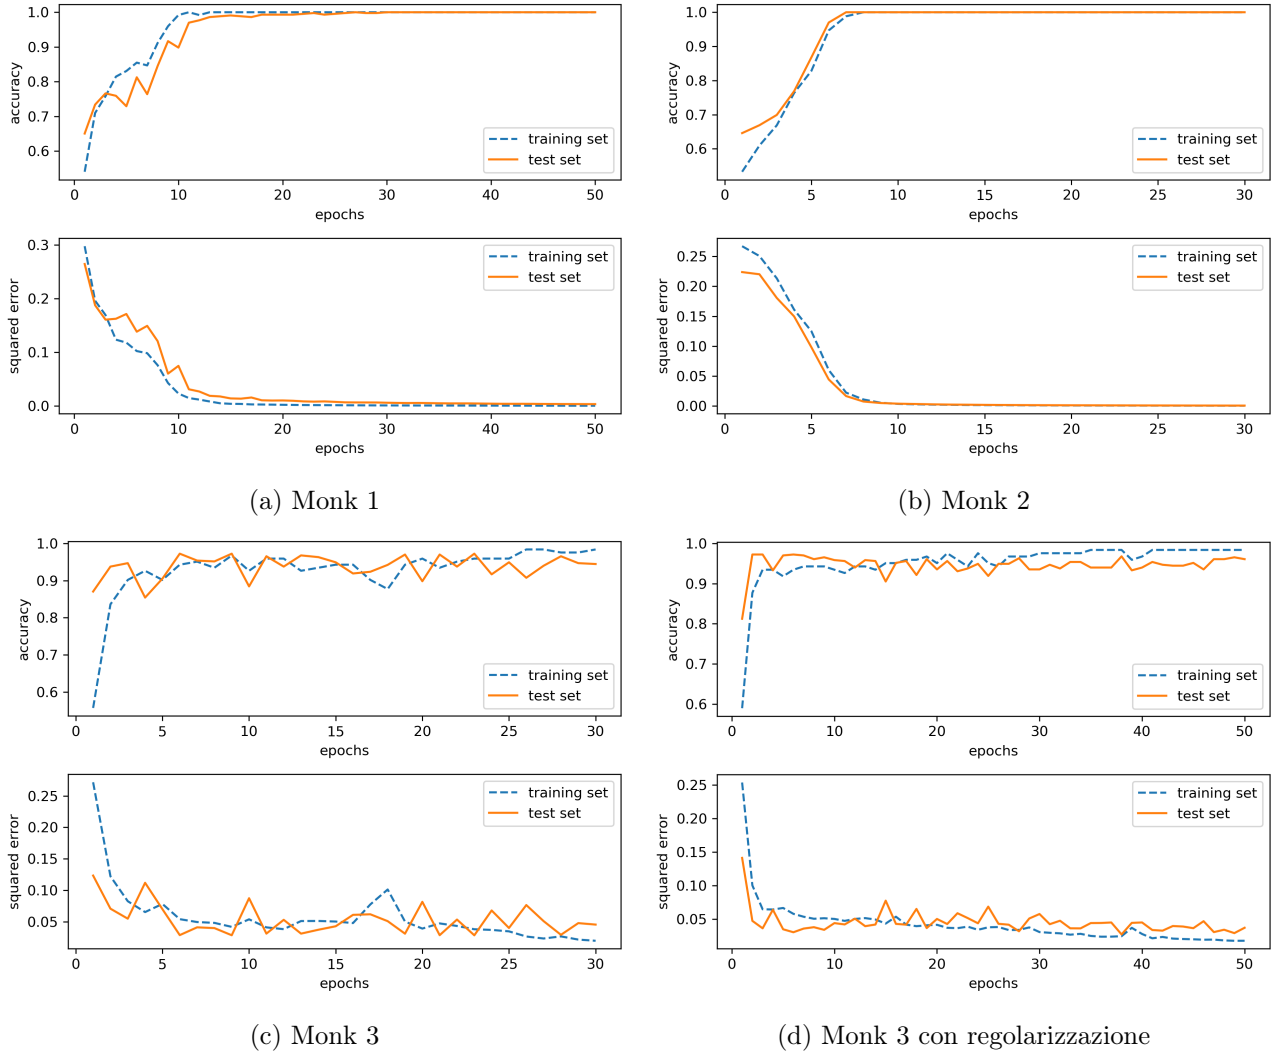 1.0
0.9
0.8
0.7
0.6
accuracy
training set
test set
0 10 20 30 40 50
epochs
0.3
0.2
0.1
0.0
squared error
training set
test set
0 10 20 30 40 50
epochs
(a) Monk 1
1.0
0.9
0.8
0.7
0.6
accuracy
training set
test set
0 5 10 15 20 25 30
epochs
0.25
0.20
0.15
0.10
0.05
0.00
squared error
training set
test set
0 5 10 15 20 25 30
epochs
(b) Monk 2
1.0
0.9
0.8
0.7
0.6
accuracy
training set
test set
0 5 10 15 20 25 30
epochs
0.25
0.20
0.15
0.10
0.05
squared error
training set
test set
0 5 10 15 20 25 30
epochs
(c) Monk 3
1.0
0.9
0.8
0.7
0.6
accuracy
training set
test set
0 10 20 30 40 50
epochs
0.25
0.20
0.15
0.10
0.05
squared error
training set
test set
0 10 20 30 40 50
epochs
(d) Monk 3 con regolarizzazione